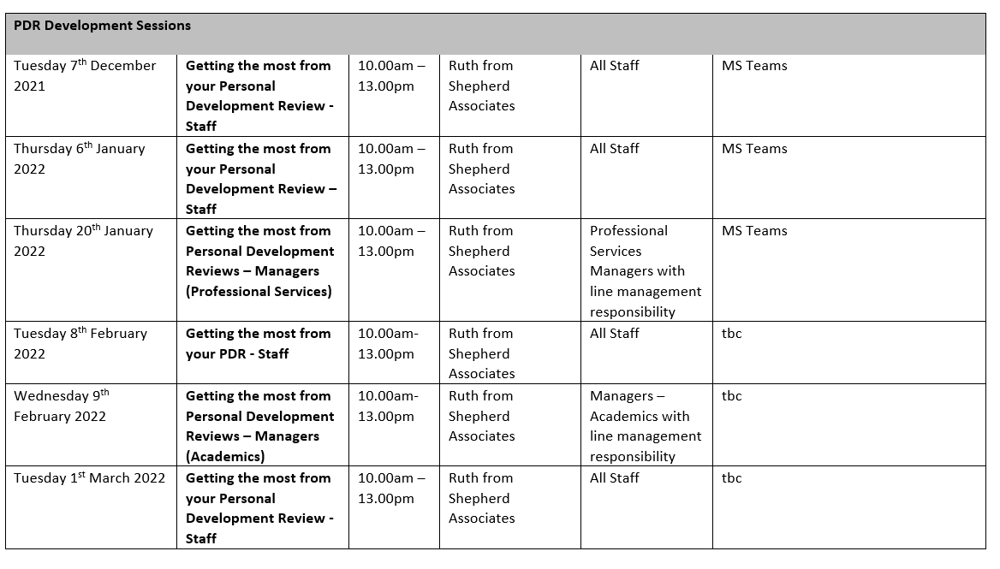 PDR Development Sessions
Tuesday 7th December
2021
Getting the most from
your Personal
Development Review -
Staff
10.00am –
13.00pm
Ruth from
Shepherd
Associates
All Staff
MS Teams
Thursday 6th January
2022
Getting the most from
your Personal
Development Review –
Staff
10.00am –
13.00pm
Ruth from
Shepherd
Associates
All Staff
MS Teams
Thursday 20th January
2022
Getting the most from
Personal Development
Reviews – Managers
(Professional Services)
10.00am –
13.00pm
Ruth from
Shepherd
Associates
Professional
Services
Managers with
line management
responsibility
MS Teams
Tuesday 8th February
2022
Getting the most from
your PDR - Staff
10.00am-
13.00pm
Ruth from
Shepherd
Associates
All Staff
tbc
Wednesday 9th
February 2022
Getting the most from
Personal Development
Reviews – Managers
(Academics)
10.00am-
13.00pm
Ruth from
Shepherd
Associates
Managers –
Academics with
line management
responsibility
tbc
Tuesday 1st March 2022
Getting the most from
your Personal
Development Review -
Staff
10.00am –
13.00pm
Ruth from
Shepherd
Associates
All Staff
tbc